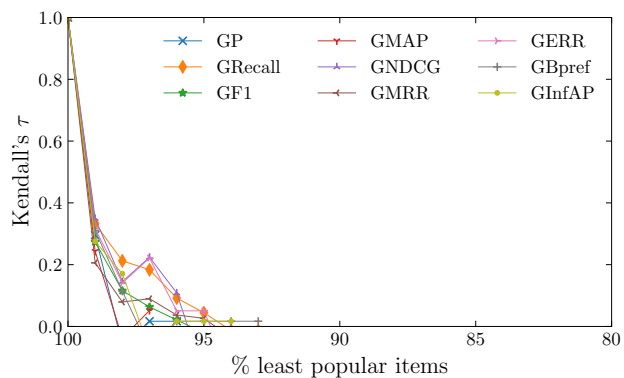 1.0
0.8
0.6
0.4
0.2
0.0
Kendall's τ
GP
GRecall
GF1
GMAP
GNDCG
GMRR
GERR
GBpref
GInfAP
100
95
90
85
80
% least popular items